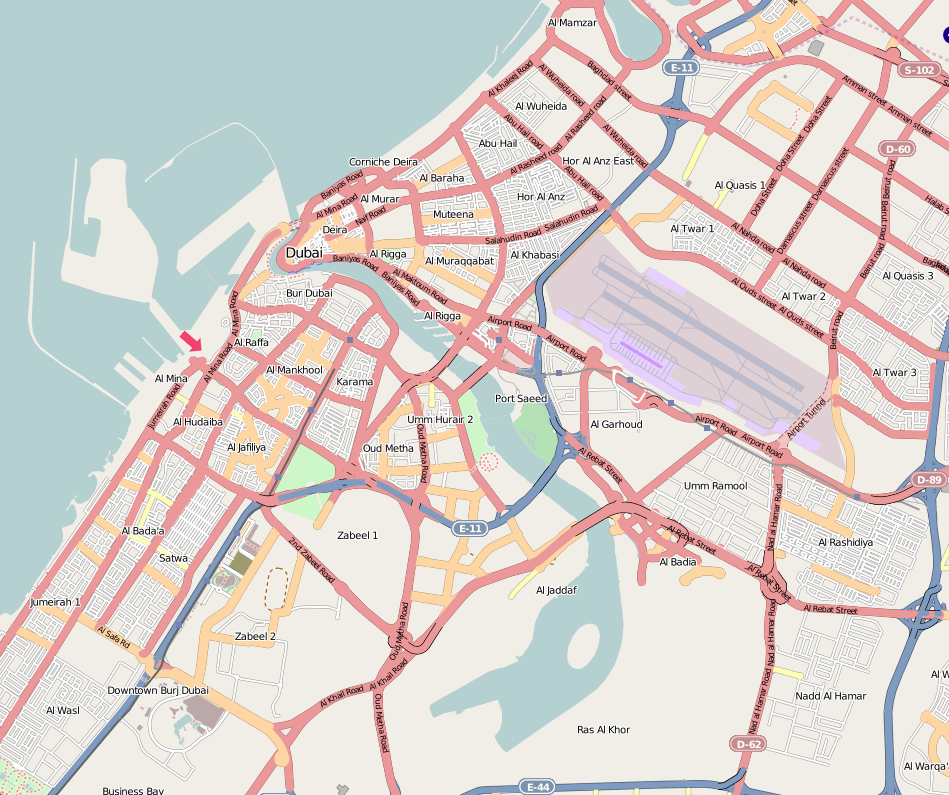 Al Mamzar
E-11
S-102
Baghdad street
Al Khaleej Road
Al Wuheida road
Amman street
Amman street
Al Wuheida
Al Rasheed road
Doha Street
Abu Hail road
Al Wuheida road
Abu Hail
D-60
Doha Street
Corniche Deira
Al Rasheed road
Hor Al Anz East
Damascus street
Beirut road
Baniyas Road
Al Baraha
Abu Hail road
Al Quasis 1
Doha Street
Al Murar
Hor Al Anz
Halab S
Al Mina Road
Naif Road
Muteena
Salahudin Road
Al Twar 1
Beirut road
Deira
Salahudin Road
Al Nahda road
Damascus street
Dubai
Al Rigga
Al Khabasi
Beirut road
Baniyas Road
Al Muraqqabat
Al Nahda road
Al Quasis 3
Al Maktoum Road
Baniyas Road
Al Quds street
Al Twar 2
Bur Dubai
Al Mina Road
Al Rigga
Airport Road
Al Quds street
Beirut road
Al Raffa
Airport Road
Al Mina Road
Al Mankhool
Al Mina
Karama
Al Twar 3
Jumeirah Road
Port Saeed
Al Hudaiba
Umm Hurair 2
Al Garhoud
Airport Road
Airport Tunnel
Al Jafiliya
Oud Metha
Oud Metha Road
Airport Road
Al Rebat Street
D-89
Umm Ramool
Nad al Hamar Road
Al Bada'a
Zabeel 1
E-11
Al Rebat Street
Al Rashidiya
Satwa
2nd Zabeel Road
Al Badia
Al Jaddaf
Al Rebat Street
Jumeirah 1
Al Rebat Street
Oud Metha Road
Al Safa Rd
Zabeel 2
Nad al Hamar Road
Al Khail Road
Al W
Downtown Burj Dubai
Al Khail Road
Nadd Al Hamar
Al Wasl
Oud Metha Road
Nad al Hamar Road
Ras Al Khor
D-62
Al Warqa'
E-44
Business Bay